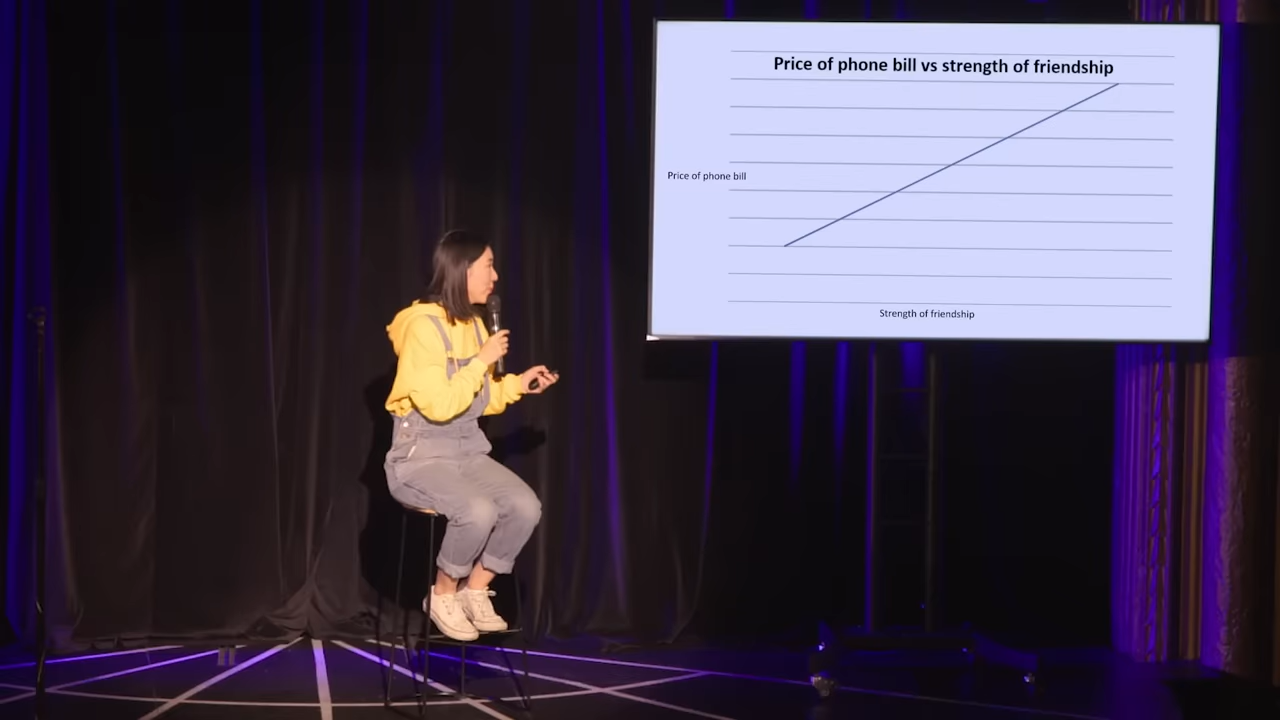 Price of phone bill vs strength of friendship
Price of phone bill
Strength of friendship